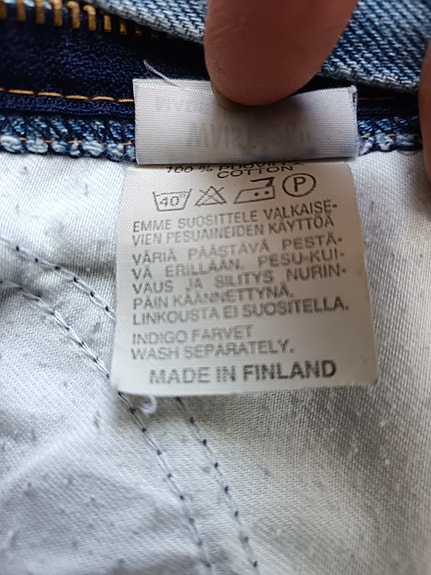 100 % PUUVILLA
COTTON
40°
P
EMME SUOSITTELE VALKAISE-
VIEN PESUAINEIDEN KÄYTTÖÄ
VÄRIÄ PÄÄSTÄVÄ PESTÄ-
VÄ ERILLÄÄN. PESU-KUI-
VAUS JA SILITYS NURIN-
PÄIN KÄÄNNETTYNÄ.
LINKOUSTA EI SUOSITELLA.
INDIGO FARVET
WASH SEPARATELY.
MADE IN FINLAND